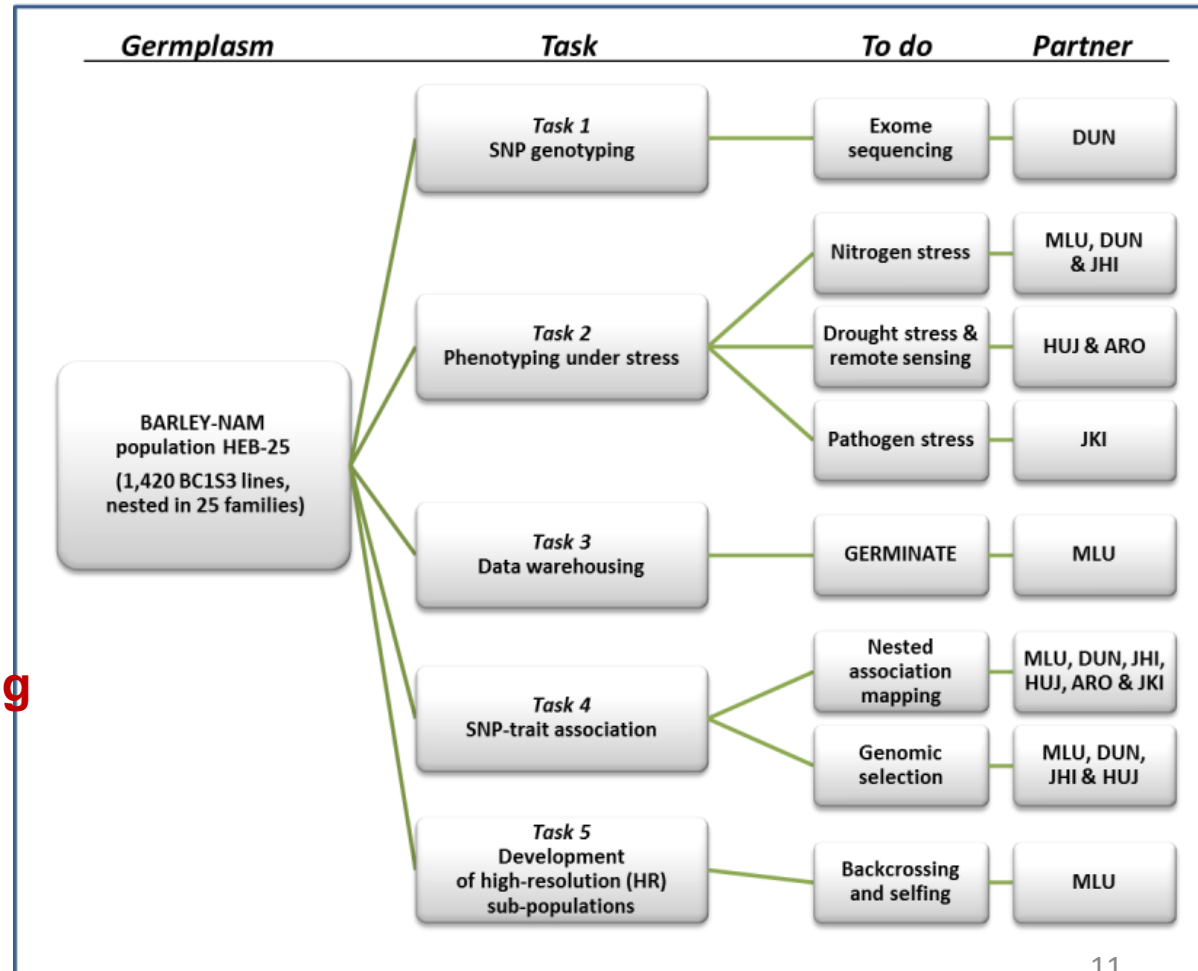 Germplasm Task To do Partner
Task 1
SNP genotyping
Exome
sequencing
DUN
Nitrogen stress
MLU, DUN
& JHI
Task 2
Phenotyping under stress
Drought stress &
remote sensing
HUJ & ARO
Pathogen stress
JKI
BARLEY-NAM
population HEB-25
(1,420 BC1S3 lines,
nested in 25 families)
Task 3
Data warehousing
GERMINATE
MLU
g
Task 4
SNP-trait association
Nested
association
mapping
MLU, DUN, JHI,
HUJ, ARO & JKI
Genomic
selection
MLU, DUN,
JHI & HUJ
Task 5
Development
of high-resolution (HR)
sub-populations
Backcrossing
and selfing
MLU
11